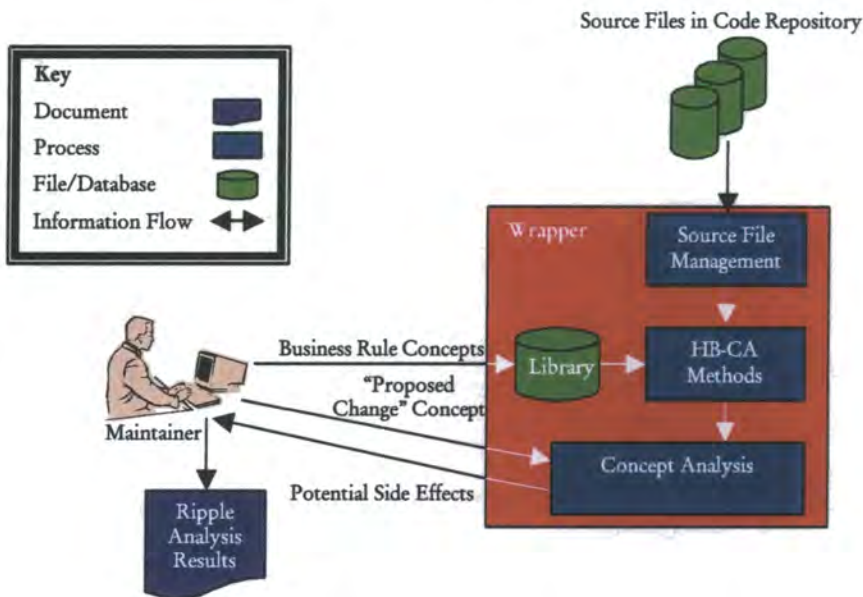 Source Files in Code Repository
Key
Document
Process
File/Database
Information Flow
Wrapper
Source File
Management
Business Rule Concepts
Library
HB-CA
Methods
"Proposed
Change" Concept
Maintainer
Concept Analysis
Potential Side Effects
Ripple
Analysis
Results